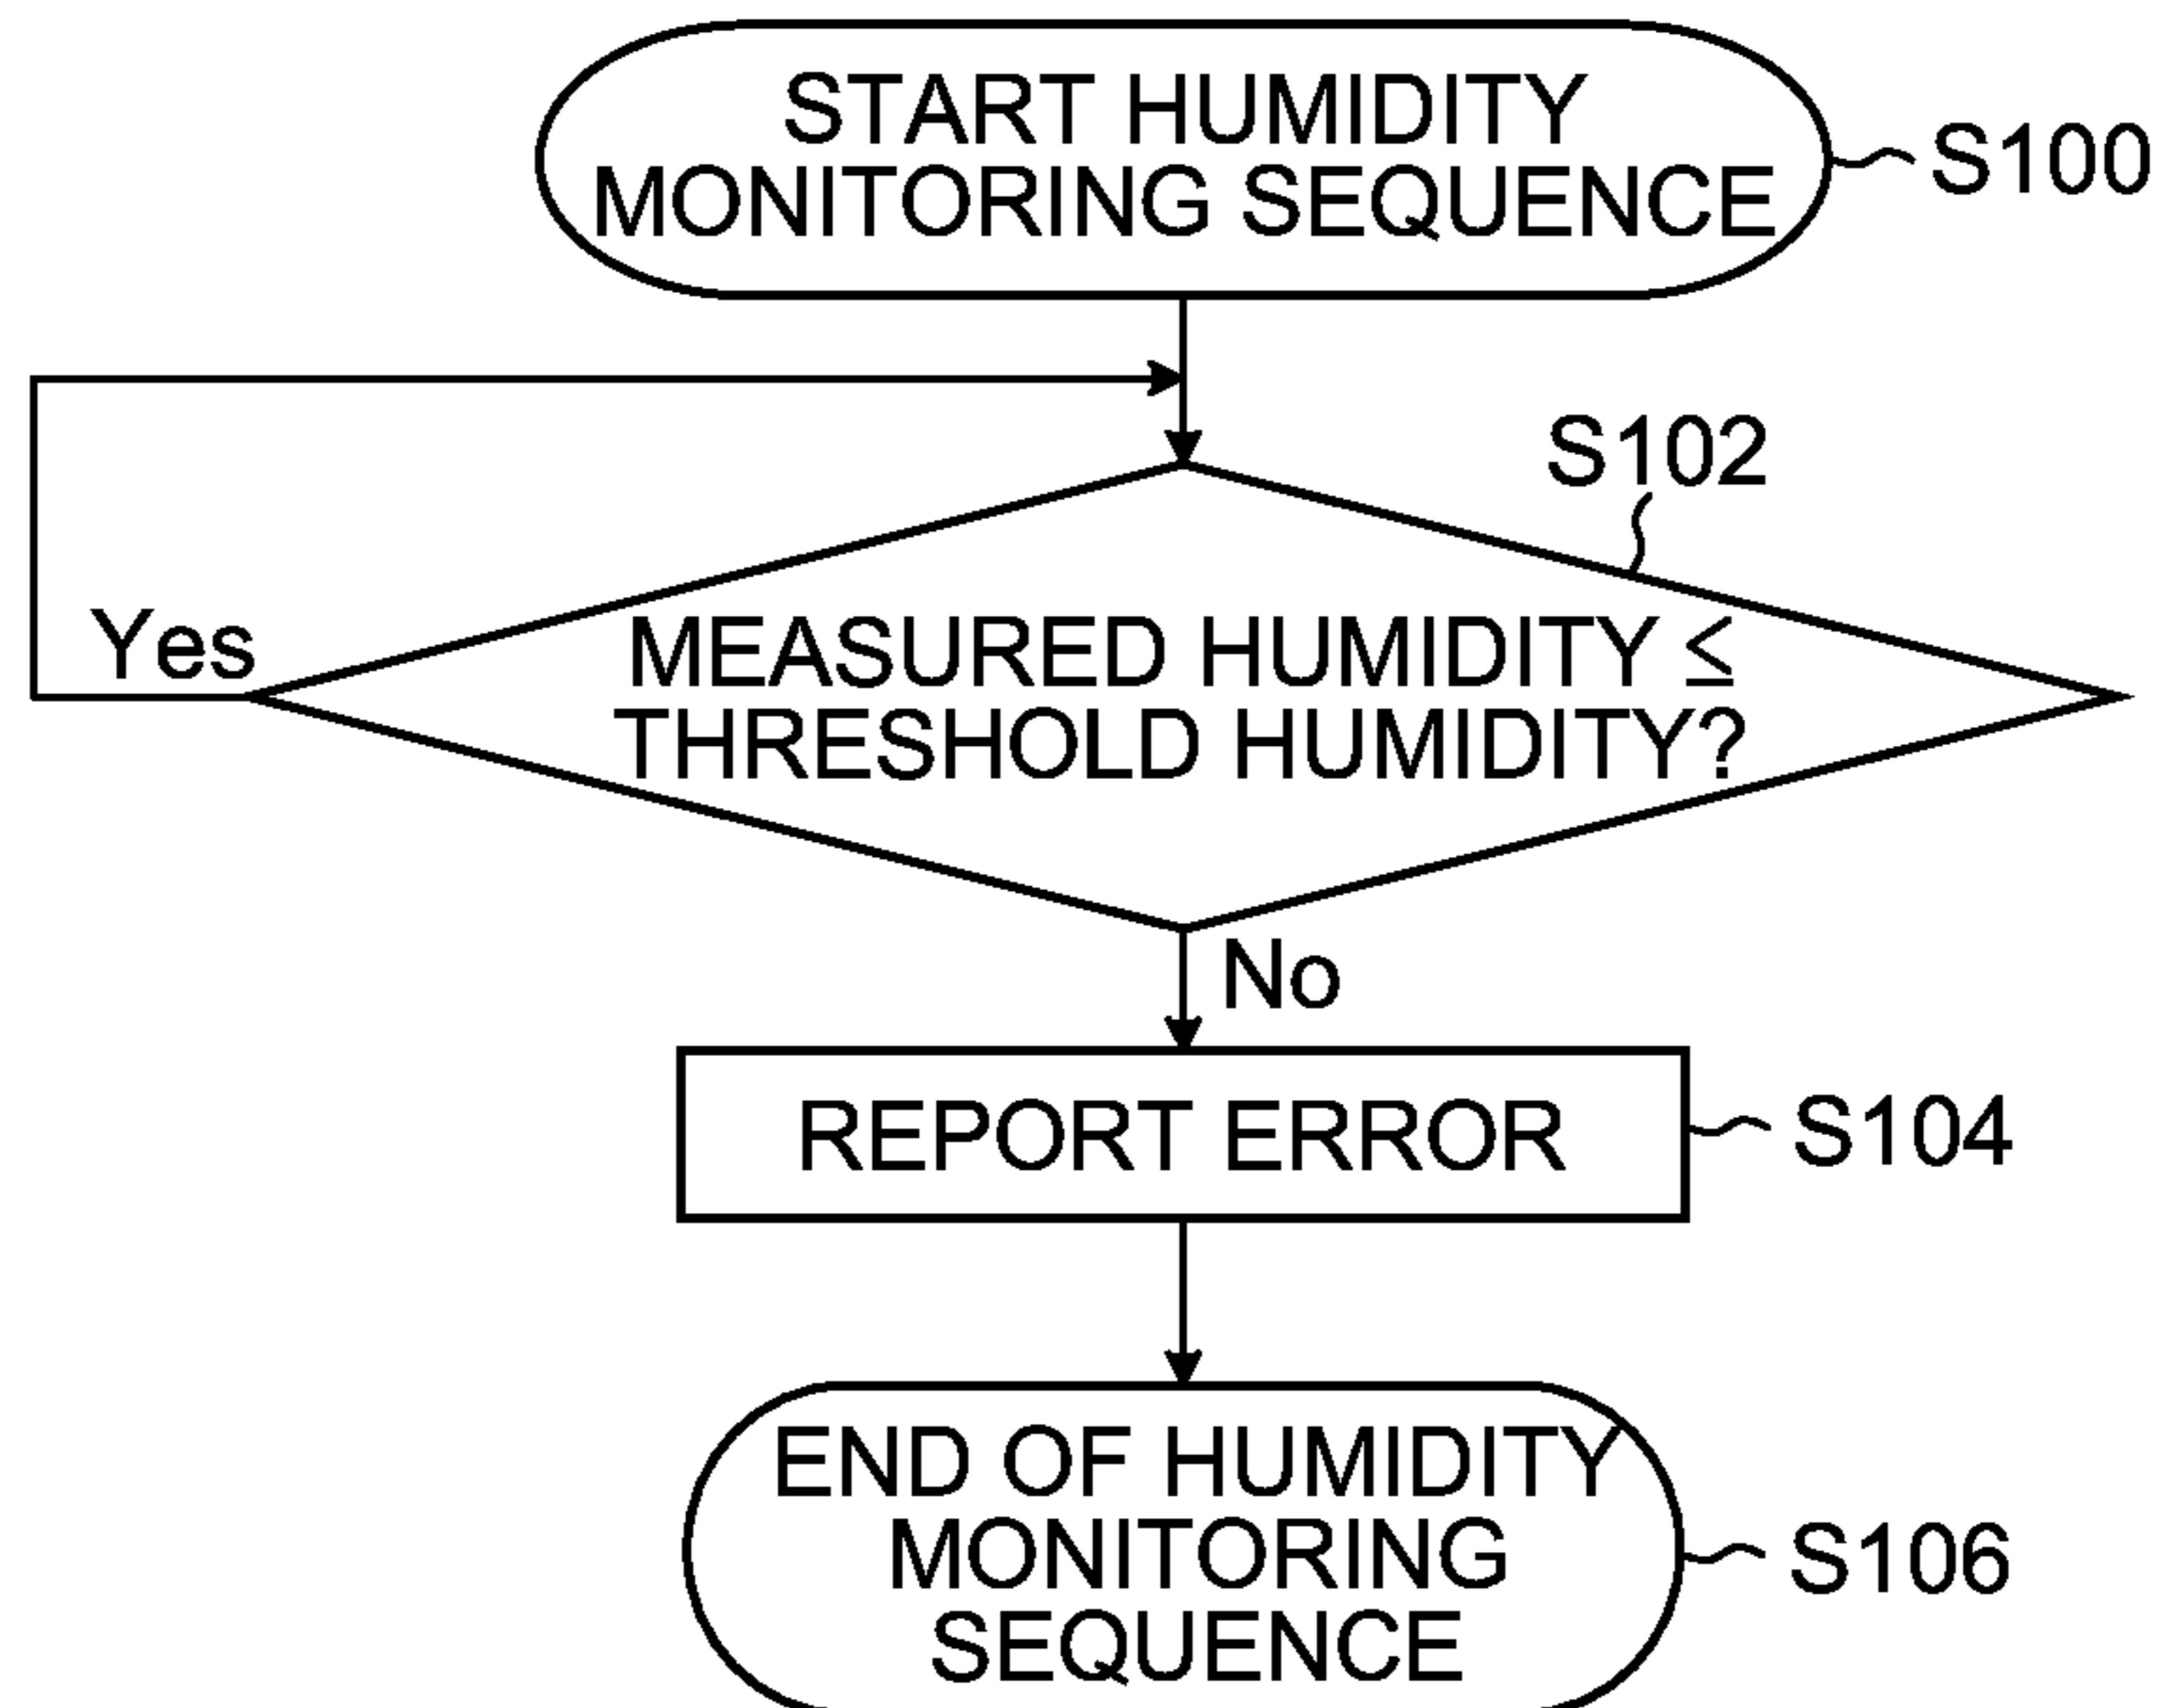 START HUMIDITY
MONITORING SEQUENCE
S100
S102
Yes
MEASURED HUMIDITY ≤
THRESHOLD HUMIDITY?
No
REPORT ERROR
S104
END OF HUMIDITY
MONITORING
SEQUENCE
S106